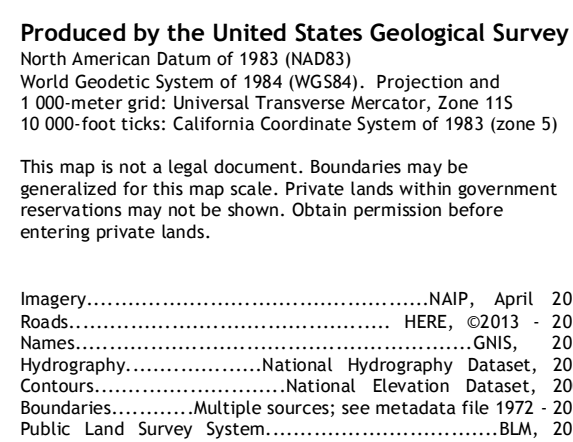 Produced by the United States Geological Survey
North American Datum of 1983 (NAD83)
World Geodetic System of 1984 (WGS84). Projection and
1 000-meter grid: Universal Transverse Mercator, Zone 11S
10 000-foot ticks: California Coordinate System of 1983 (zone 5)
This map is not a legal document. Boundaries may be
generalized for this map scale. Private lands within government
reservations may not be shown. Obtain permission before
entering private lands.
Imagery..................................................NAIP, April 20
Roads.............................................. HERE, ©2013 - 20
Names.........................................................GNIS, 20
Hydrography....................National Hydrography Dataset, 20
Contours............................National Elevation Dataset, 20
Boundaries............Multiple sources; see metadata file 1972 - 20
Public Land Survey System..................................BLM, 20